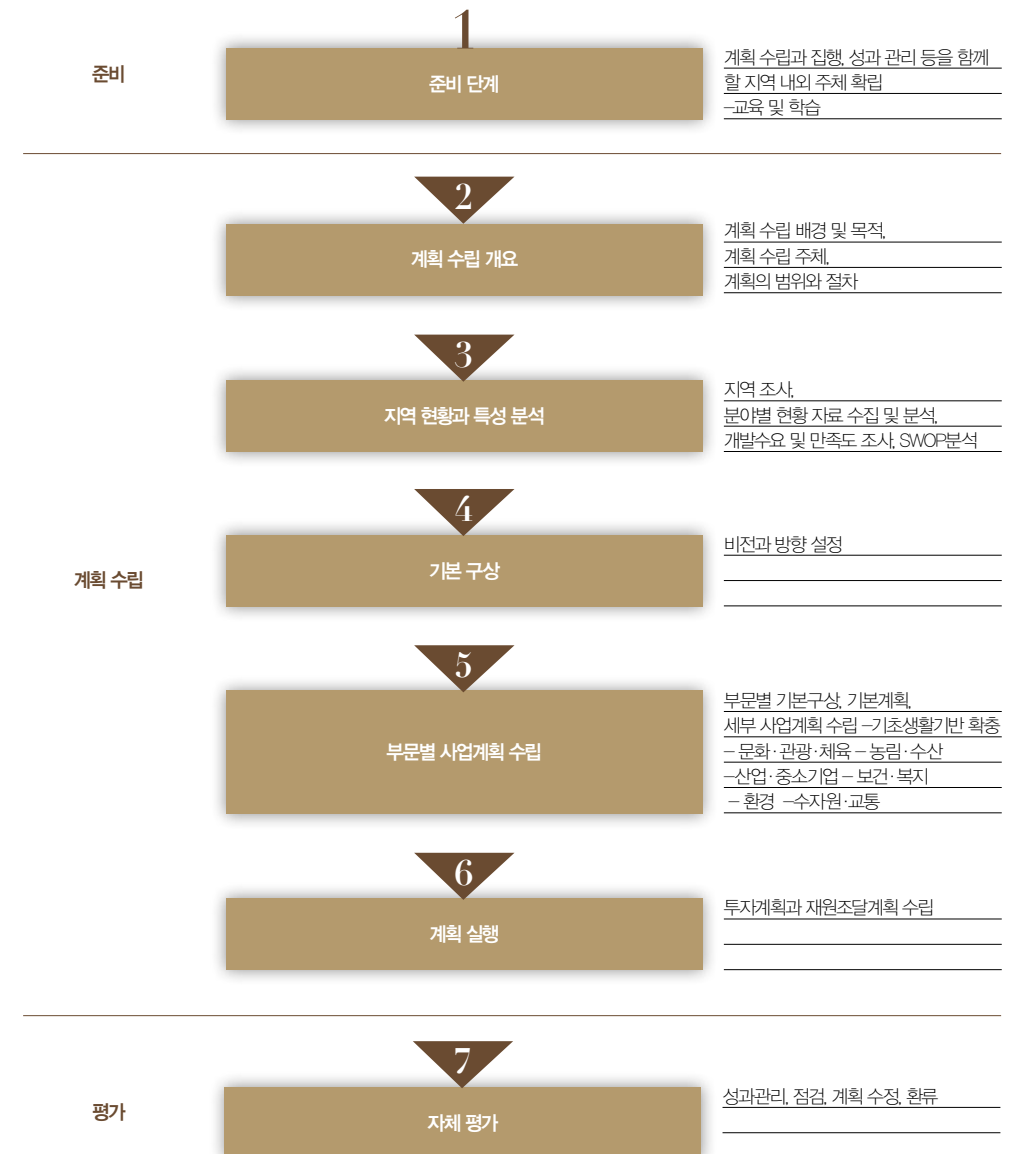 1
준비
준비 단계
계획 수립과 집행, 성과 관리 등을 함께
할 지역 내외 주체 확립
–교육 및 학습
2
계획 수립 개요
계획 수립 배경 및 목적,
계획 수립 주체,
계획의 범위와 절차
3
지역 현황과 특성 분석
지역 조사,
분야별 현황 자료 수집 및 분석,
개발수요 및 만족도 조사, SWOP분석
계획 수립
4
기본 구상
비전과 방향 설정
5
부문별 사업계획 수립
부문별 기본구상, 기본계획,
세부 사업계획 수립 –기초생활기반 확충
– 문화·관광·체육 – 농림·수산
–산업·중소기업 – 보건·복지
– 환경 –수자원·교통
6
계획 실행
투자계획과 재원조달계획 수립
7
평가
자체 평가
성과관리, 점검, 계획 수정, 환류